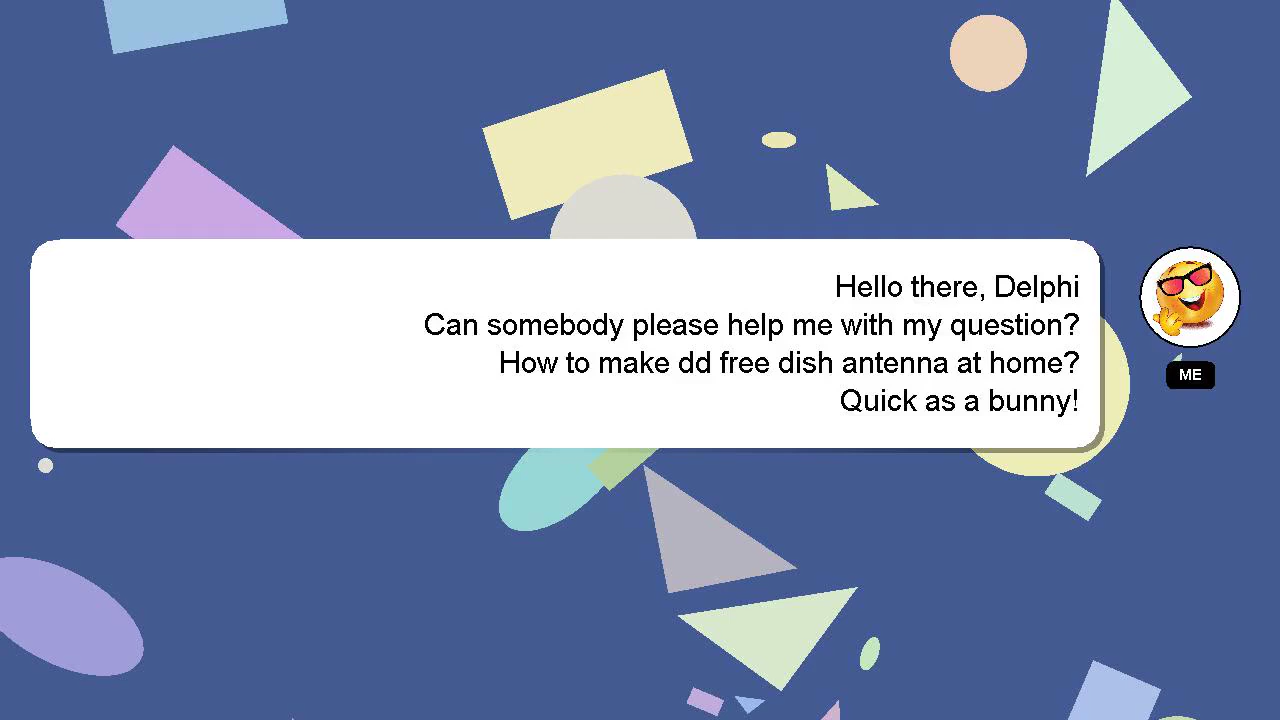 Hello there, Delphi
Can somebody please help me with my question?
How to make dd free dish antenna at home?
Quick as a bunny!
ME